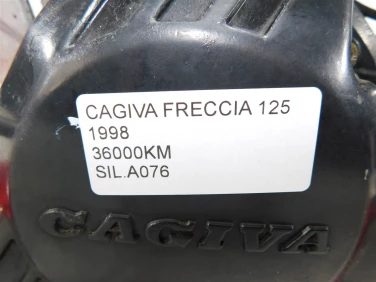 CAGIVA FRECCIA 125
1998
36000KM
SIL.A076
CAGIVA